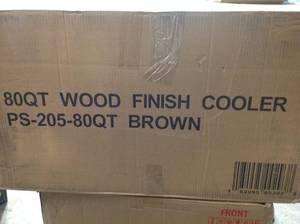 80QT WOOD FINISH COOLER
PS-205-80QT BROWN
FRONT